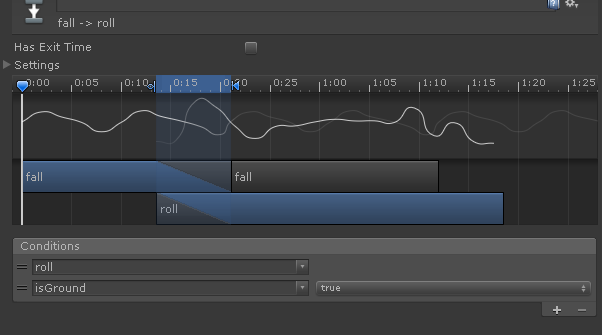 fall -> roll
Has Exit Time
Settings
0:00 0:05 0:10 0:15 0:20 0:25 1:00 1:05 1:10 1:15 1:20 1:25
fall fall
roll
Conditions
roll
isGround true